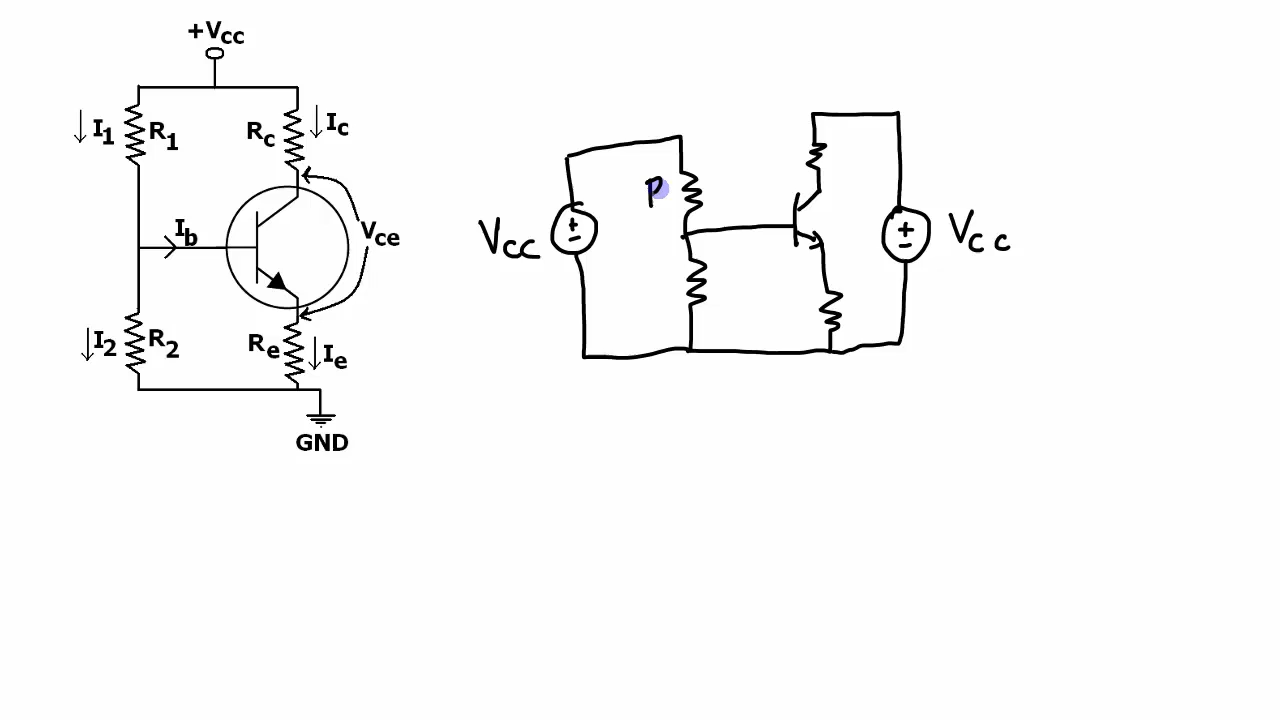 +Vcc
I1
R1
Rc
Ic
Ib
Vce
I2
R2
Re
Ie
GND
Vcc
+
-
P
+
-
Vcc